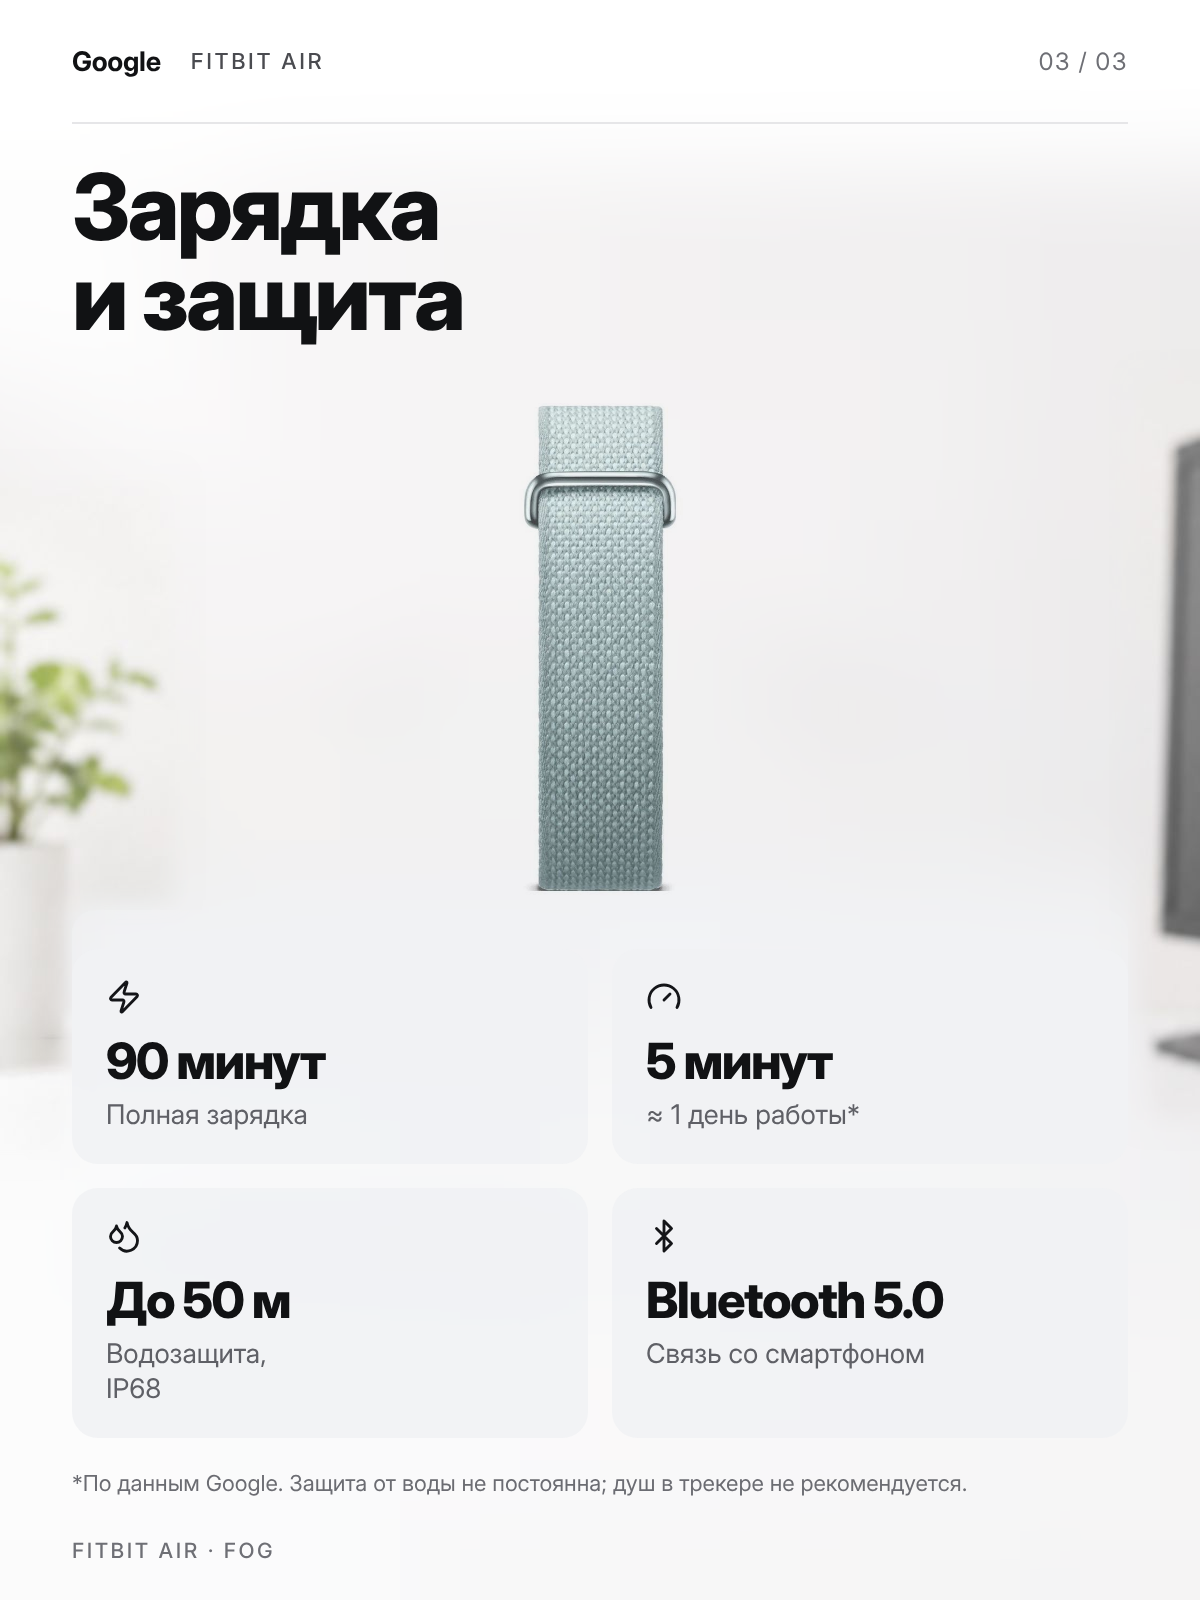 Google FITBIT AIR 03 / 03
Зарядка
и защита
90 минут
Полная зарядка
5 минут
≈ 1 день работы*
До 50 м
Водозащита,
IP68
Bluetooth 5.0
Связь со смартфоном
*По данным Google. Защита от воды не постоянна; душ в трекере не рекомендуется.
FITBIT AIR · FOG